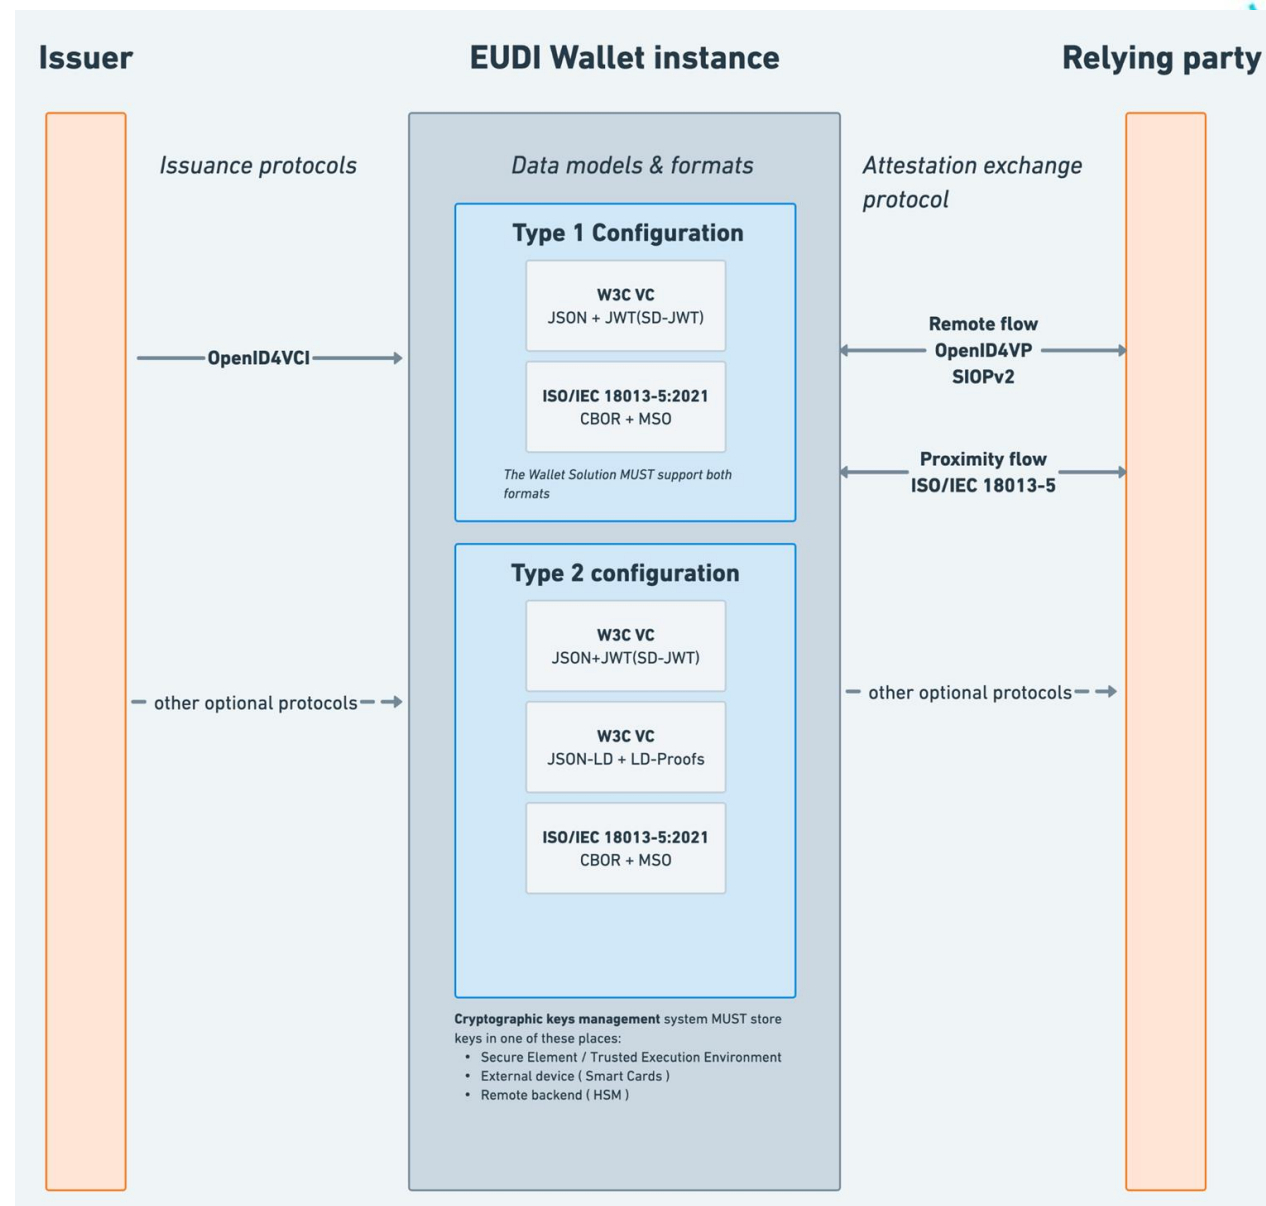 Issuer
EUDI Wallet instance
Relying party
Issuance protocols
Data models & formats
Attestation exchange
protocol
Type 1 Configuration
W3C VC
JSON + JWT(SD-JWT)
OpenID4VCI
ISO/IEC 18013-5:2021
CBOR + MSO
The Wallet Solution MUST support both
formats
Remote flow
OpenID4VP
SIOPv2
Proximity flow
ISO/IEC 18013-5
Type 2 configuration
W3C VC
JSON+JWT(SD-JWT)
other optional protocols
other optional protocols
W3C VC
JSON-LD + LD-Proofs
ISO/IEC 18013-5:2021
CBOR + MSO
Cryptographic keys management system MUST store
keys in one of these places:
• Secure Element / Trusted Execution Environment
• External device ( Smart Cards )
• Remote backend ( HSM )